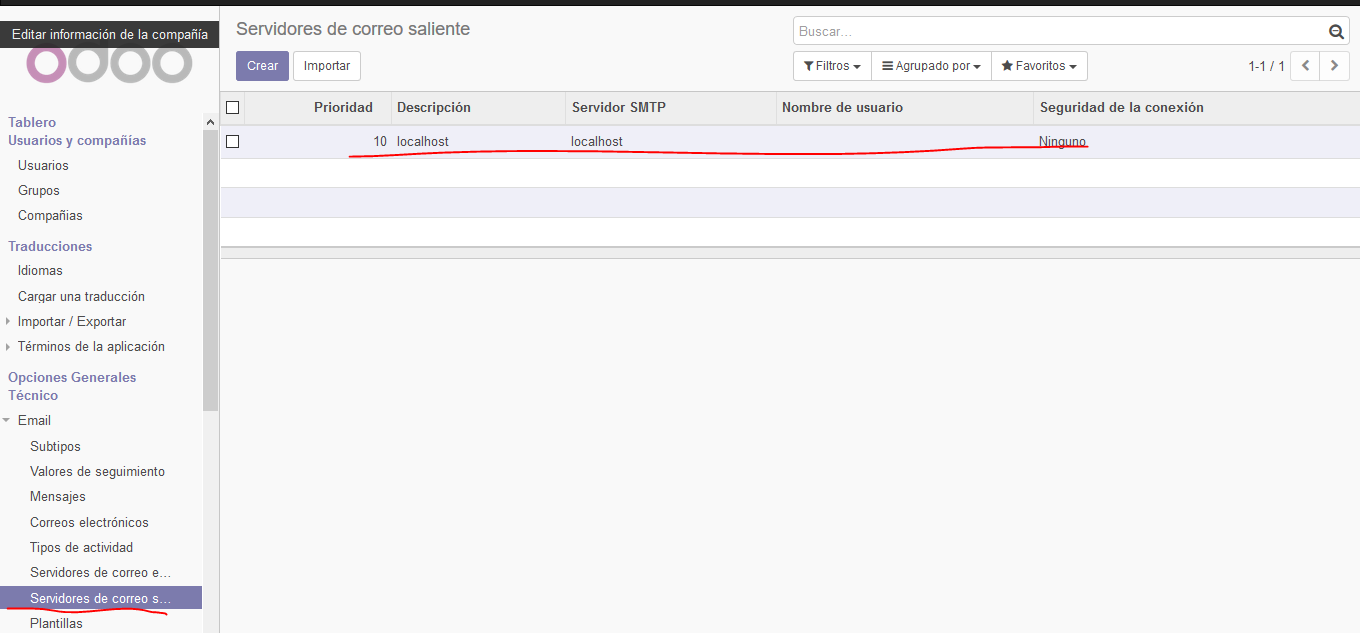 Editar información de la compañía
odoo
Servidores de correo saliente
Buscar...
Crear
Importar
Filtros
Agrupado por
Favoritos
1-1 / 1
Tablero
Usuarios y compañías
Usuarios
Grupos
Compañias
Traducciones
Idiomas
Cargar una traducción
Importar / Exportar
Términos de la aplicación
Opciones Generales
Técnico
Email
Subtipos
Valores de seguimiento
Mensajes
Correos electrónicos
Tipos de actividad
Servidores de correo e...
Servidores de correo s...
Plantillas
Prioridad Descripción Servidor SMTP Nombre de usuario Seguridad de la conexión
10 localhost localhost Ninguno